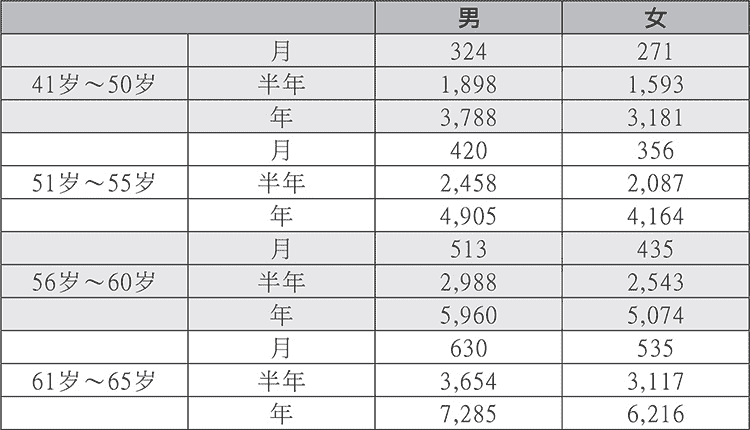 男 女
月 324 271
41岁～50岁 半年 1,898 1,593
年 3,788 3,181
月 420 356
51岁～55岁 半年 2,458 2,087
年 4,905 4,164
月 513 435
56岁～60岁 半年 2,988 2,543
年 5,960 5,074
月 630 535
61岁～65岁 半年 3,654 3,117
年 7,285 6,216